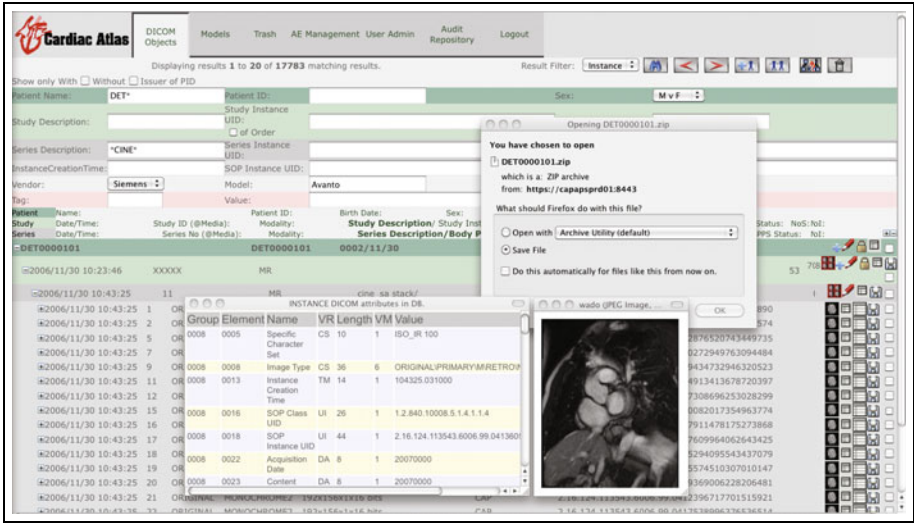 Cardiac Atlas
DICOM Objects Models Trash AE Management User Admin Audit Repository Logout
Displaying results 1 to 20 of 17783 matching results. Result Filter: Instance
Show only With Without Issuer of PID
Patient Name: DET* Patient ID: Sex: M v F
Study Description: Study Instance UID:
of Order
Series Description: *CINE* Series Instance UID:
InstanceCreationTime: SOP Instance UID:
Vendor: Siemens Model: Avanto
Tag: Value:
Patient Name: Patient ID: Birth Date: Sex:
Study Date/Time: Study ID (@Media): Modality: Study Description/ Study Inst Status: NoS:
Series Date/Time: Series No (@Media): Modality: Series Description/Body P PPS Status:
DET0000101 DET0000101 0002/11/30
2006/11/30 10:23:46 XXXXX MR 53
2006/11/30 10:43:25 11 MR cine_sa_stack/
2006/11/30 10:43:25 1 890
2006/11/30 10:43:25 2 574
2006/11/30 10:43:25 5
2006/11/30 10:43:25 7
2006/11/30 10:43:25 9
2006/11/30 10:43:25 11
2006/11/30 10:43:25 12
2006/11/30 10:43:25 15
2006/11/30 10:43:25 16
2006/11/30 10:43:25 17
2006/11/30 10:43:25 18
2006/11/30 10:43:25 19
2006/11/30 10:43:25 20
2006/11/30 10:43:25 21 ORIGINAL MONOCHROME2 192x156x1x16 bits CAP
Opening DET0000101.zip
You have chosen to open
DET0000101.zip
which is a: ZIP archive
from: https://capapsprd01:8443
What should Firefox do with this file?
Open with Archive Utility (default)
Save File
Do this automatically for files like this from now on.
OK
INSTANCE DICOM attributes in DB.
Group Element Name VR Length VM Value
0008 0005 Specific Character Set CS 10 1 ISO_IR 100
0008 0008 Image Type CS 36 6 ORIGINAL\PRIMARY\M\RETRO\
0008 0013 Instance Creation Time TM 14 1 104325.031000
0008 0016 SOP Class UID UI 26 1 1.2.840.10008.5.1.4.1.1.4
0008 0018 SOP Instance UID UI 44 1 2.16.124.113543.6006.99.041360
0008 0022 Acquisition Date DA 8 1 20070000
0008 0023 Content DA 8 1 20070000
wado (JPEG Image, ...